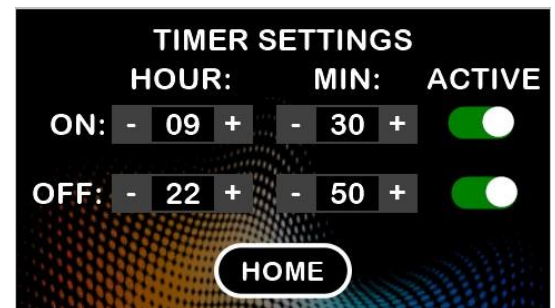 TIMER SETTINGS
HOUR: MIN: ACTIVE
ON: - 09 + - 30 +
OFF: - 22 + - 50 +
HOME